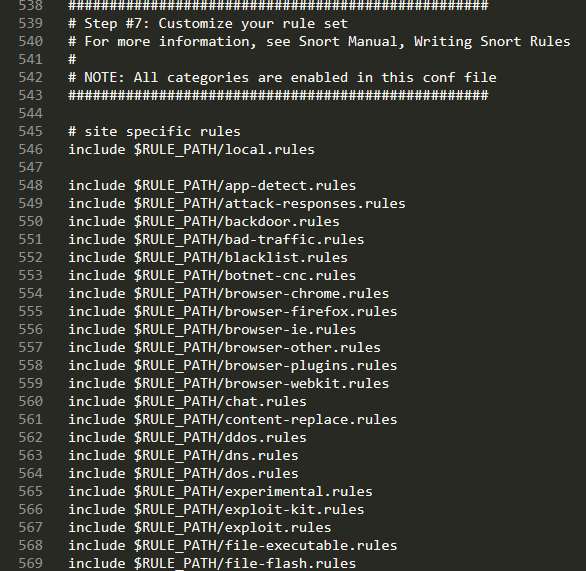 538 ###################################################
539 # Step #7: Customize your rule set
540 # For more information, see Snort Manual, Writing Snort Rules
541 #
542 # NOTE: All categories are enabled in this conf file
543 ###################################################
544
545 # site specific rules
546 include $RULE_PATH/local.rules
547
548 include $RULE_PATH/app-detect.rules
549 include $RULE_PATH/attack-responses.rules
550 include $RULE_PATH/backdoor.rules
551 include $RULE_PATH/bad-traffic.rules
552 include $RULE_PATH/blacklist.rules
553 include $RULE_PATH/botnet-cnc.rules
554 include $RULE_PATH/browser-chrome.rules
555 include $RULE_PATH/browser-firefox.rules
556 include $RULE_PATH/browser-ie.rules
557 include $RULE_PATH/browser-other.rules
558 include $RULE_PATH/browser-plugins.rules
559 include $RULE_PATH/browser-webkit.rules
560 include $RULE_PATH/chat.rules
561 include $RULE_PATH/content-replace.rules
562 include $RULE_PATH/ddos.rules
563 include $RULE_PATH/dns.rules
564 include $RULE_PATH/dos.rules
565 include $RULE_PATH/experimental.rules
566 include $RULE_PATH/exploit-kit.rules
567 include $RULE_PATH/exploit.rules
568 include $RULE_PATH/file-executable.rules
569 include $RULE_PATH/file-flash.rules